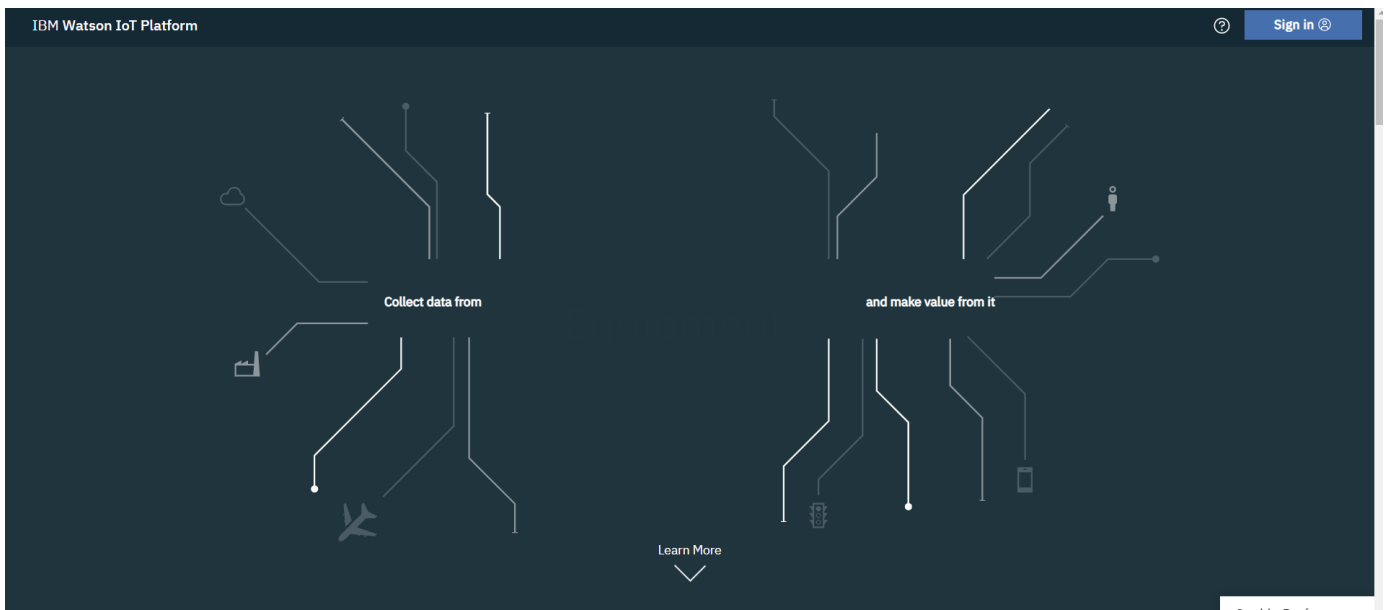 IBM Watson IoT Platform
Sign in
Collect data from
and make value from it
Learn More